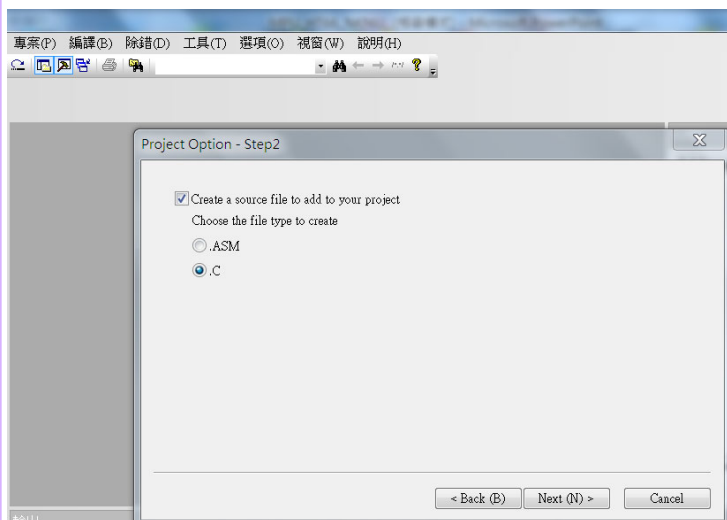 專案(P) 編譯(B) 除錯(D) 工具(T) 選項(O) 視窗(W) 說明(H)
Project Option - Step2
Create a source file to add to your project
Choose the file type to create
.ASM
.C
< Back (B) Next (N) > Cancel